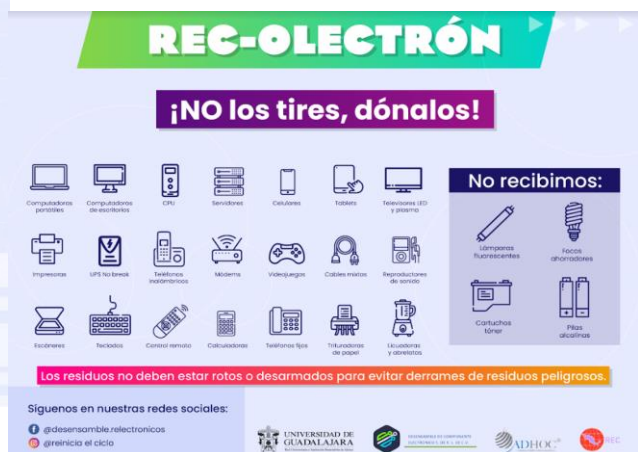 REC-OLECTRÓN
¡NO los tires, dónalos!
Computadoras portátiles
Computadoras de escritorios
CPU
Servidores
Celulares
Tablets
Televisores LED y plasma
Impresoras
UPS No break
Teléfonos inalámbricos
Módems
Videojuegos
Cables mixtos
Reproductores de sonido
Escáneres
Teclados
Control remoto
Calculadoras
Teléfonos fijos
Trituradoras de papel
Licuadoras y abrelatas
No recibimos:
Lámparas fluorescentes
Focos ahorradores
Cartuchos tóner
Pilas alcalinas
Los residuos no deben estar rotos o desarmados para evitar derrames de residuos peligrosos.
Síguenos en nuestras redes sociales:
@desensamble.relectronicos
@reinicia el ciclo
UNIVERSIDAD DE
GUADALAJARA
ADHOC
REC